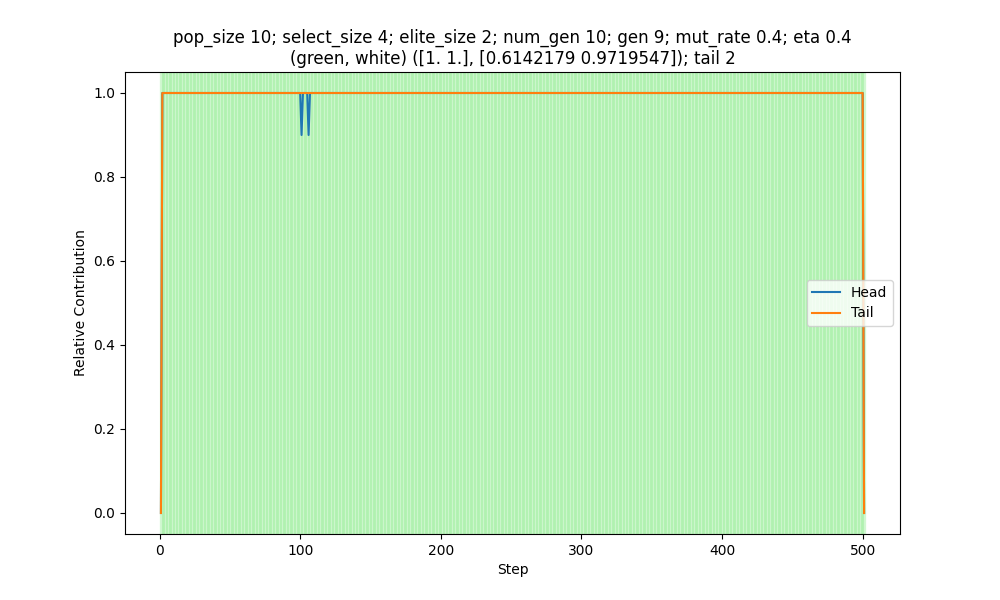 pop_size 10; select_size 4; elite_size 2; num_gen 10; gen 9; mut_rate 0.4; eta 0.4
(green, white) ([1. 1.], [0.6142179 0.9719547]); tail 2
1.0
0.8
0.6
0.4
0.2
0.0
Relative Contribution
Head
Tail
0
100
200
300
400
500
Step